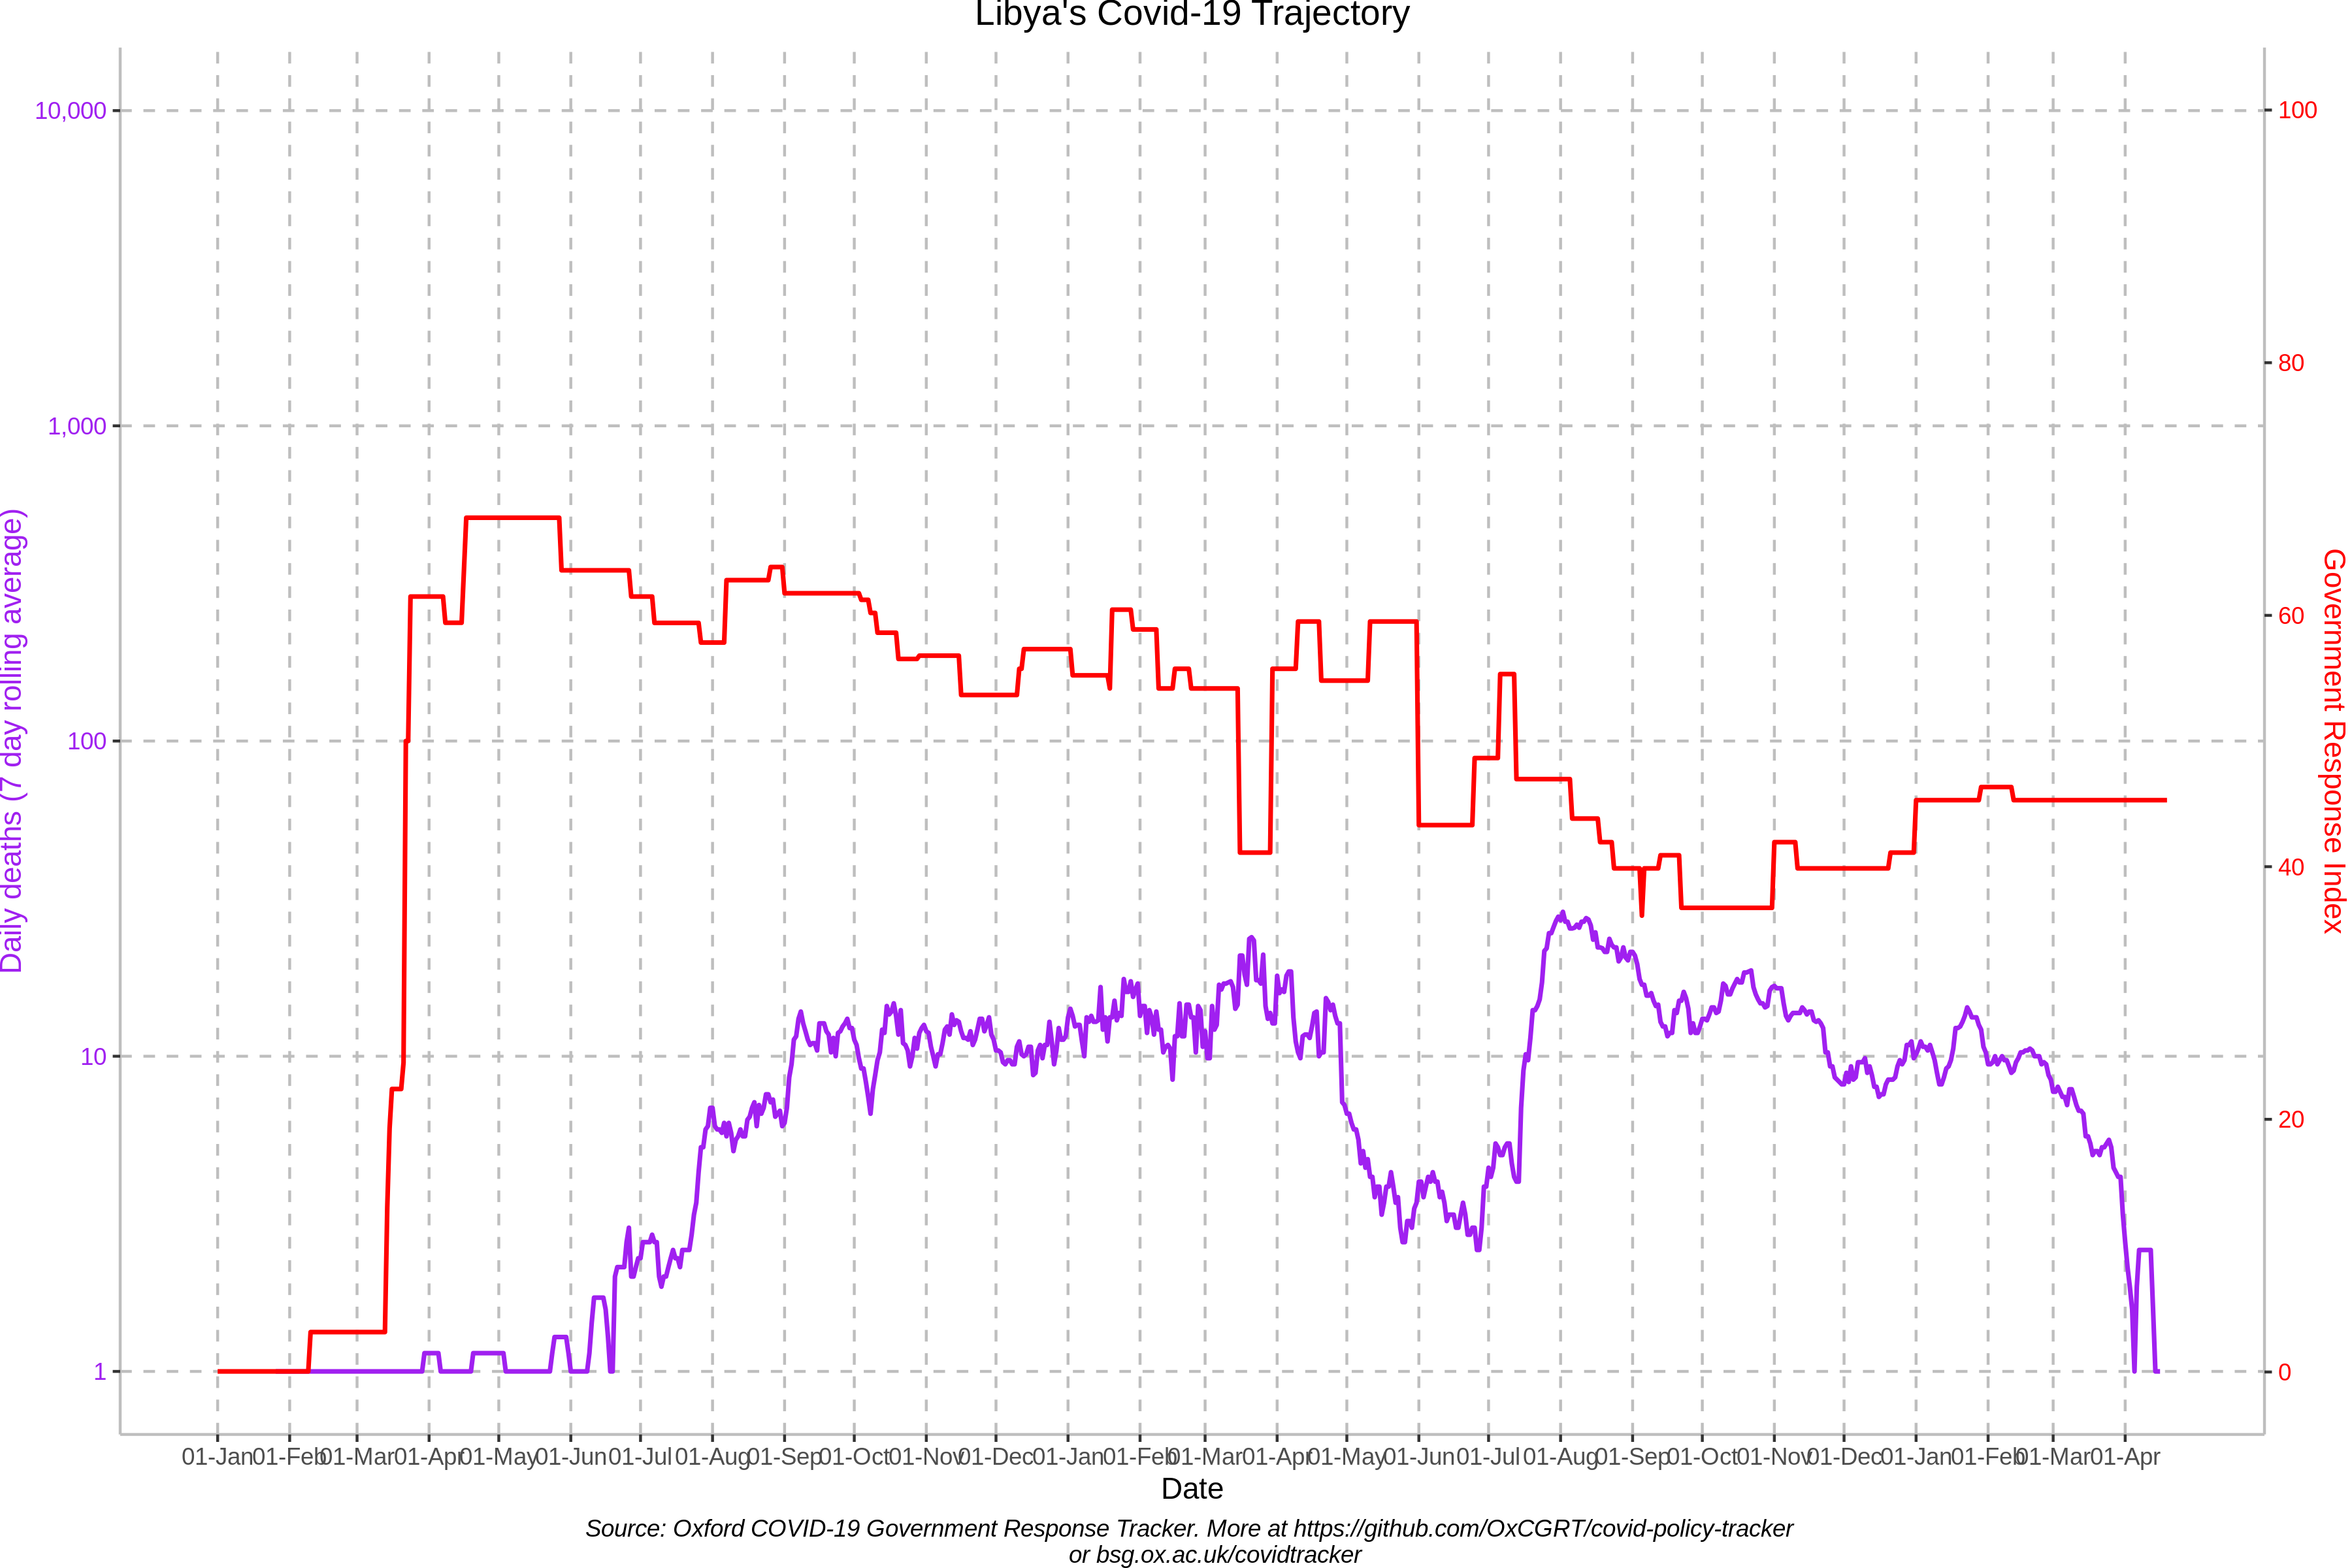 Libya's Covid-19 Trajectory
Daily deaths (7 day rolling average)
10,000
1,000
100
10
1
100
80
60
40
20
0
Government Response Index
01-Jan 01-Feb 01-Mar 01-Apr 01-May 01-Jun 01-Jul 01-Aug 01-Sep 01-Oct 01-Nov 01-Dec 01-Jan 01-Feb 01-Mar 01-Apr 01-May 01-Jun 01-Jul 01-Aug 01-Sep 01-Oct 01-Nov 01-Dec 01-Jan 01-Feb 01-Mar 01-Apr
Date
Source: Oxford COVID-19 Government Response Tracker. More at https://github.com/OxCGRT/covid-policy-tracker
or bsg.ox.ac.uk/covidtracker